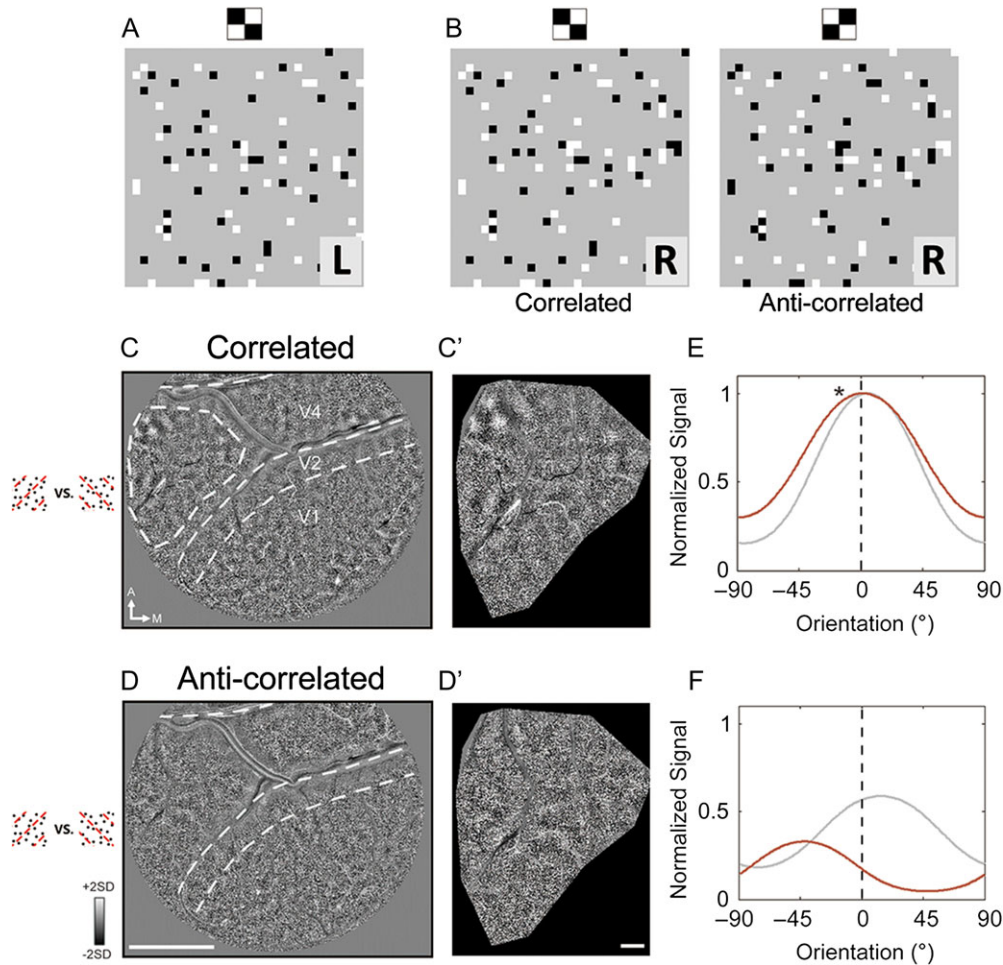 A
B
L
R
R
Correlated
Anti-correlated
C
Correlated
C'
E
V4
V2
V1
vs.
A
M
*
Normalized Signal
1
0.5
0
−90
−45
0
45
90
Orientation (°)
D
Anti-correlated
D'
F
vs.
+2SD
-2SD
Normalized Signal
1
0.5
0
−90
−45
0
45
90
Orientation (°)